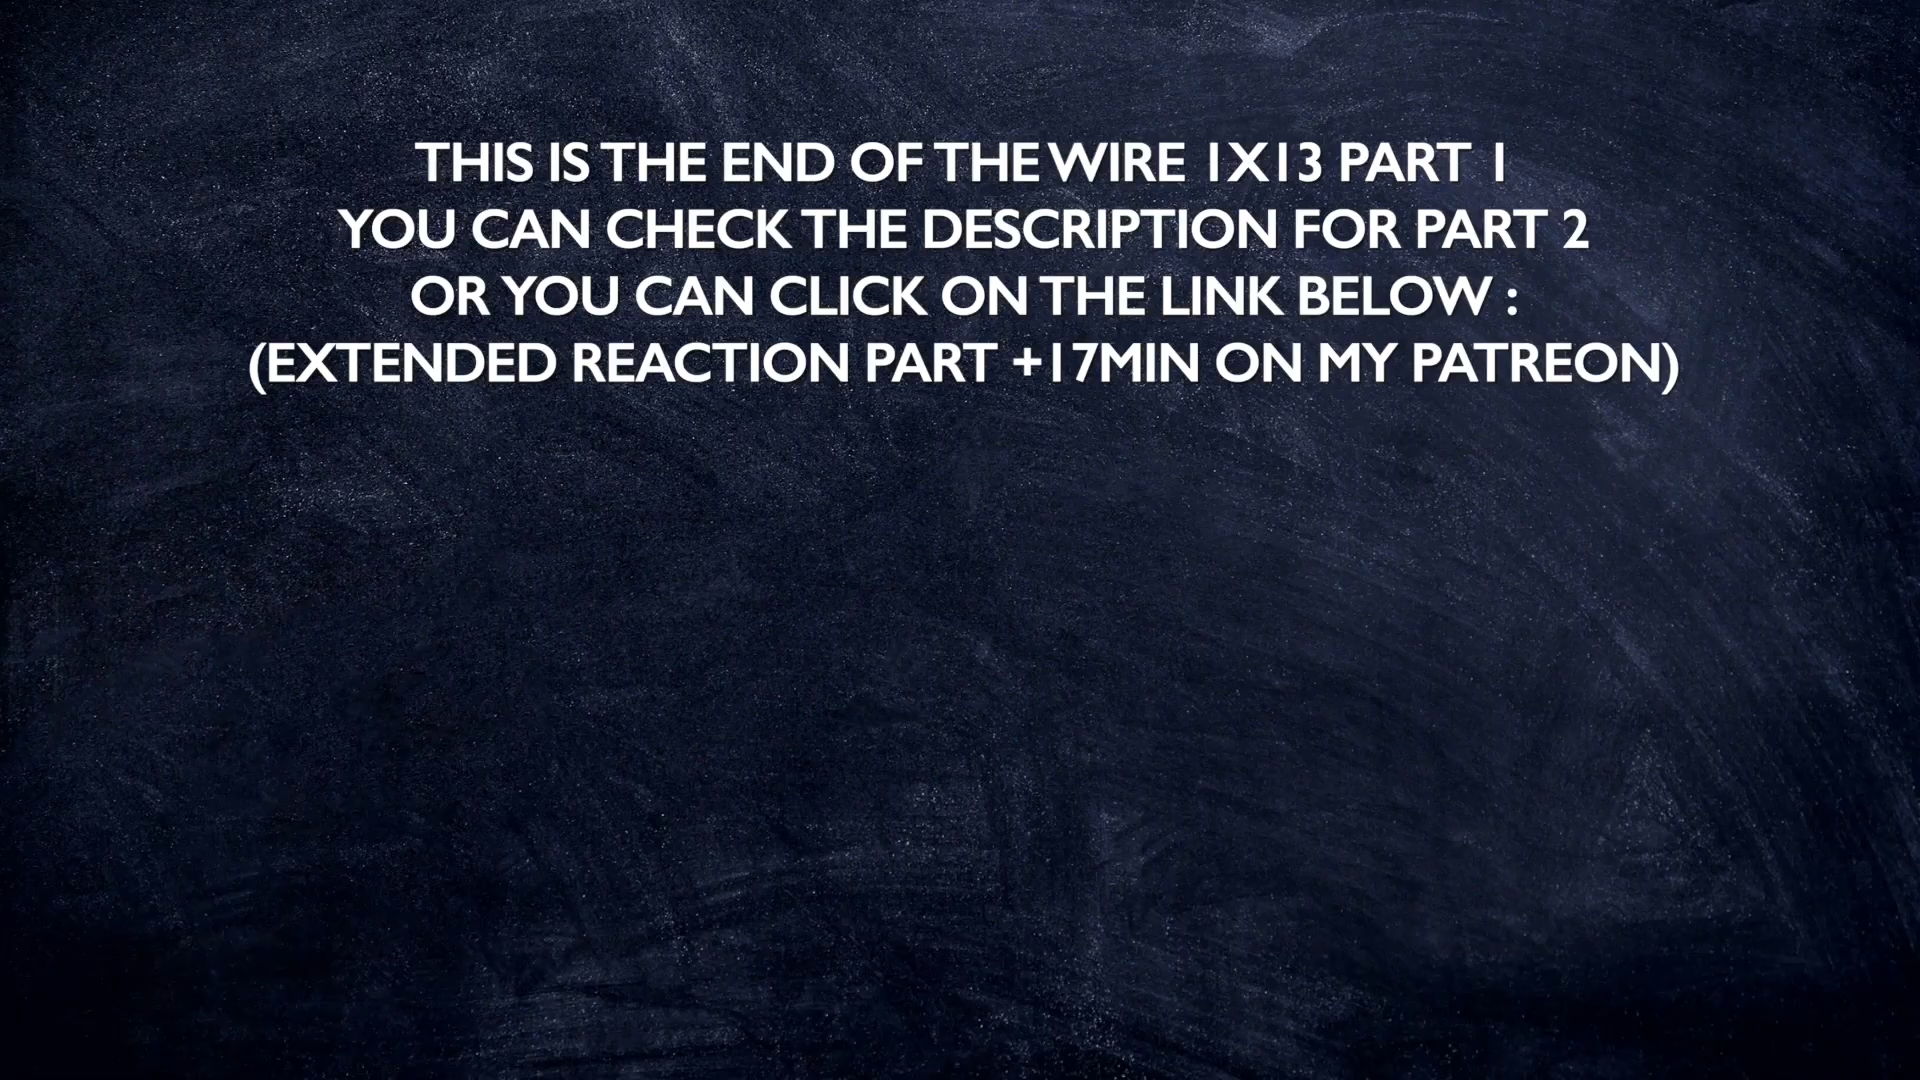 THIS IS THE END OF THE WIRE 1X13 PART 1
YOU CAN CHECK THE DESCRIPTION FOR PART 2
OR YOU CAN CLICK ON THE LINK BELOW :
(EXTENDED REACTION PART +17MIN ON MY PATREON)